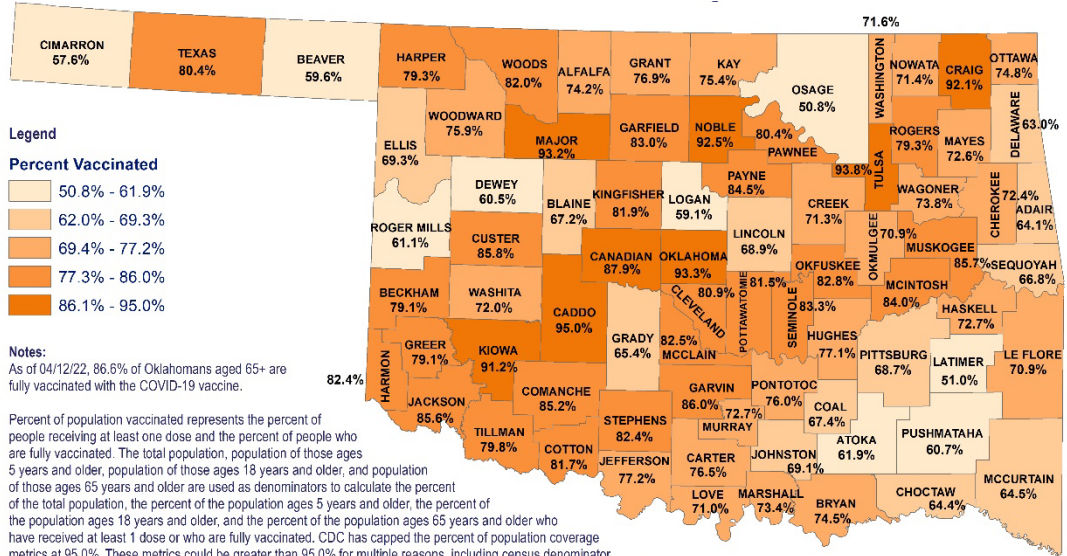 71.6%
CIMARRON
57.6%
TEXAS
80.4%
BEAVER
59.6%
HARPER
79.3%
WOODS
82.0%
ALFALFA
74.2%
GRANT
76.9%
KAY
75.4%
OSAGE
50.8%
WASHINGTON
NOWATA
71.4%
CRAIG
92.1%
OTTAWA
74.8%
DELAWARE
63.0%
WOODWARD
75.9%
MAJOR
93.2%
GARFIELD
83.0%
NOBLE
92.5%
80.4%
PAWNEE
ROGERS
79.3%
MAYES
72.6%
ELLIS
69.3%
DEWEY
60.5%
BLAINE
67.2%
KINGFISHER
81.9%
LOGAN
59.1%
PAYNE
84.5%
93.8%
TULSA
CREEK
71.3%
WAGONER
73.8%
CHEROKEE
72.4%
ADAIR
64.1%
ROGER MILLS
61.1%
CUSTER
85.8%
CANADIAN
87.9%
OKLAHOMA
93.3%
LINCOLN
68.9%
OKMULGEE
70.9%
MUSKOGEE
85.7%
SEQUOYAH
66.8%
OKFUSKEE
82.8%
MCINTOSH
84.0%
BECKHAM
79.1%
WASHITA
72.0%
CADDO
95.0%
GRADY
65.4%
80.9%
CLEVELAND
POTTAWATOMIE
81.5%
SEMINOLE
83.3%
HUGHES
77.1%
HASKELL
72.7%
82.5%
MCCLAIN
PITTSBURG
68.7%
LATIMER
51.0%
LE FLORE
70.9%
82.4%
HARMON
GREER
79.1%
KIOWA
91.2%
JACKSON
85.6%
COMANCHE
85.2%
TILLMAN
79.8%
COTTON
81.7%
STEPHENS
82.4%
GARVIN
86.0%
PONTOTOC
76.0%
72.7%
MURRAY
COAL
67.4%
ATOKA
61.9%
PUSHMATAHA
60.7%
JEFFERSON
77.2%
CARTER
76.5%
JOHNSTON
69.1%
LOVE
71.0%
MARSHALL
73.4%
BRYAN
74.5%
CHOCTAW
64.4%
MCCURTAIN
64.5%
Legend
Percent Vaccinated
50.8% - 61.9%
62.0% - 69.3%
69.4% - 77.2%
77.3% - 86.0%
86.1% - 95.0%
Notes:
As of 04/12/22, 86.6% of Oklahomans aged 65+ are
fully vaccinated with the COVID-19 vaccine.
Percent of population vaccinated represents the percent of
people receiving at least one dose and the percent of people who
are fully vaccinated. The total population, population of those ages
5 years and older, population of those ages 18 years and older, and population
of those ages 65 years and older are used as denominators to calculate the percent
of the total population, the percent of the population ages 5 years and older, the percent of
the population ages 18 years and older, and the percent of the population ages 65 years and older who
have received at least 1 dose or who are fully vaccinated. CDC has capped the percent of population coverage
metrics at 95.0%. These metrics could be greater than 95.0% for multiple reasons, including census denominator